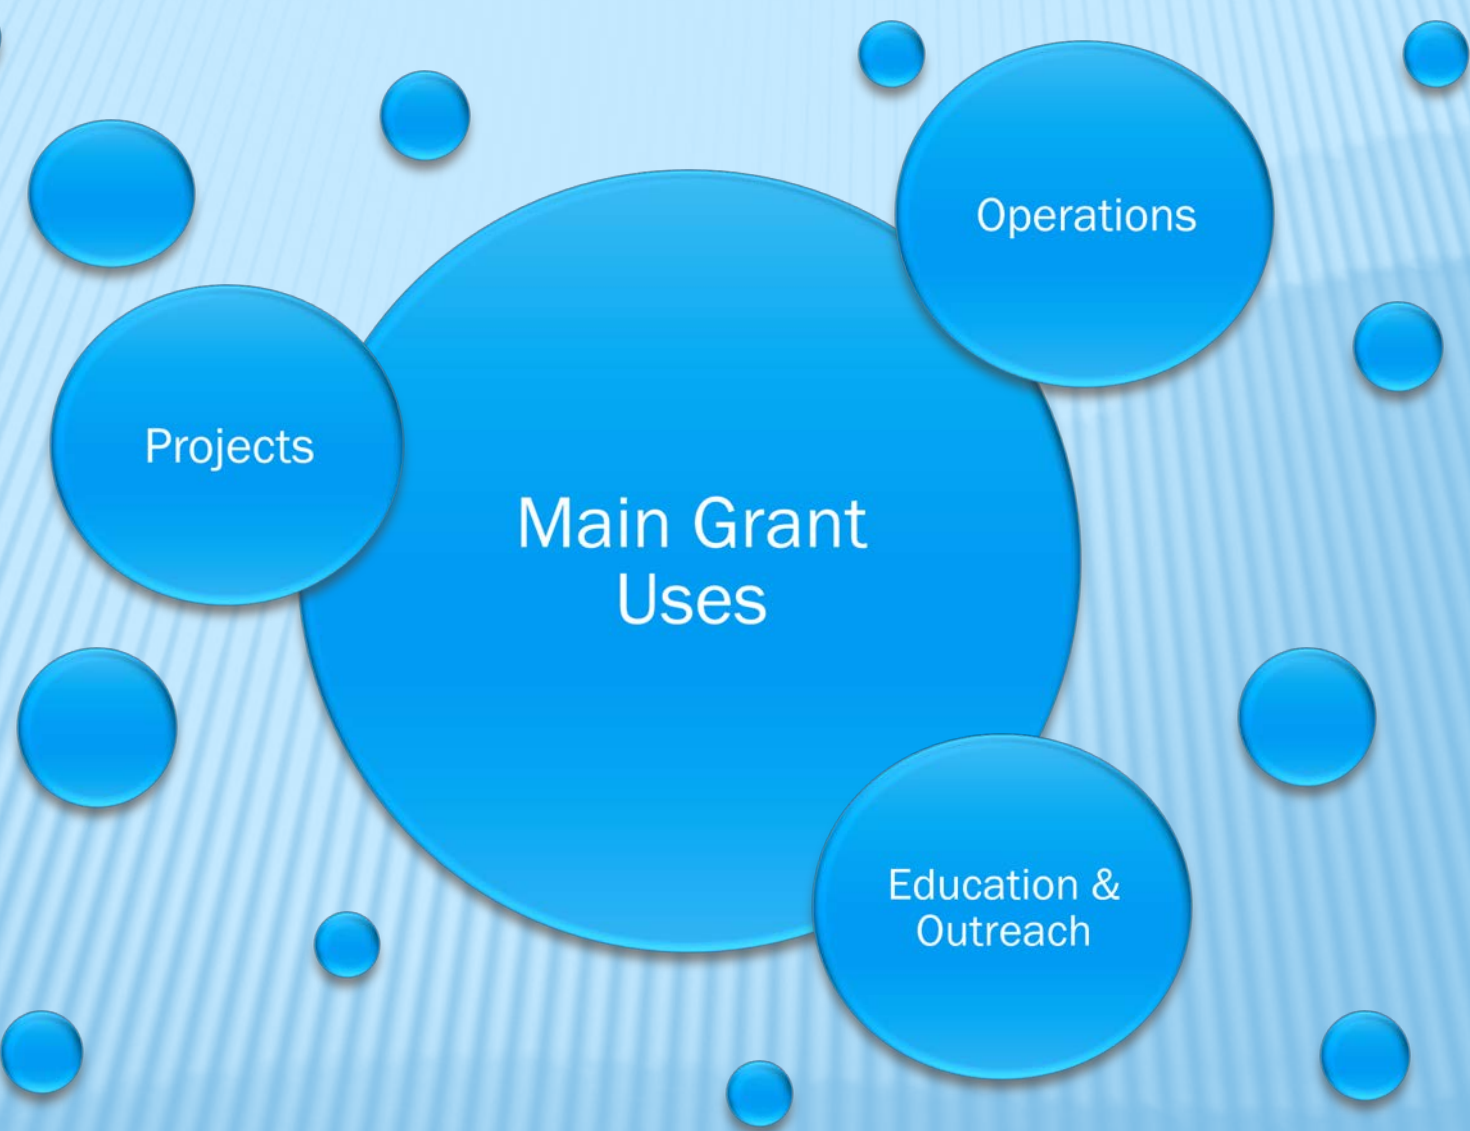 Operations
Projects
Main Grant
Uses
Education &
Outreach